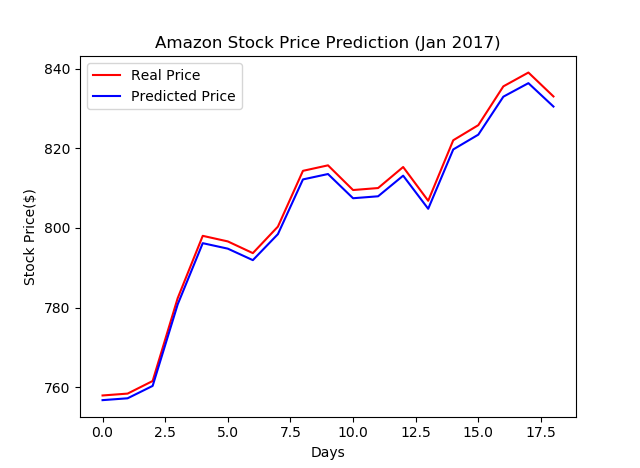 Amazon Stock Price Prediction (Jan 2017)
Real Price
Predicted Price
840
820
800
780
760
Stock Price($)
0.0 2.5 5.0 7.5 10.0 12.5 15.0 17.5
Days